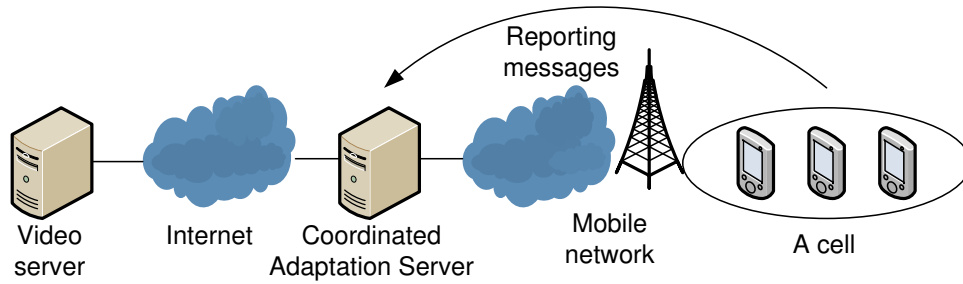 Reporting
messages
Video
server
Internet
Coordinated
Adaptation Server
Mobile
network
A cell